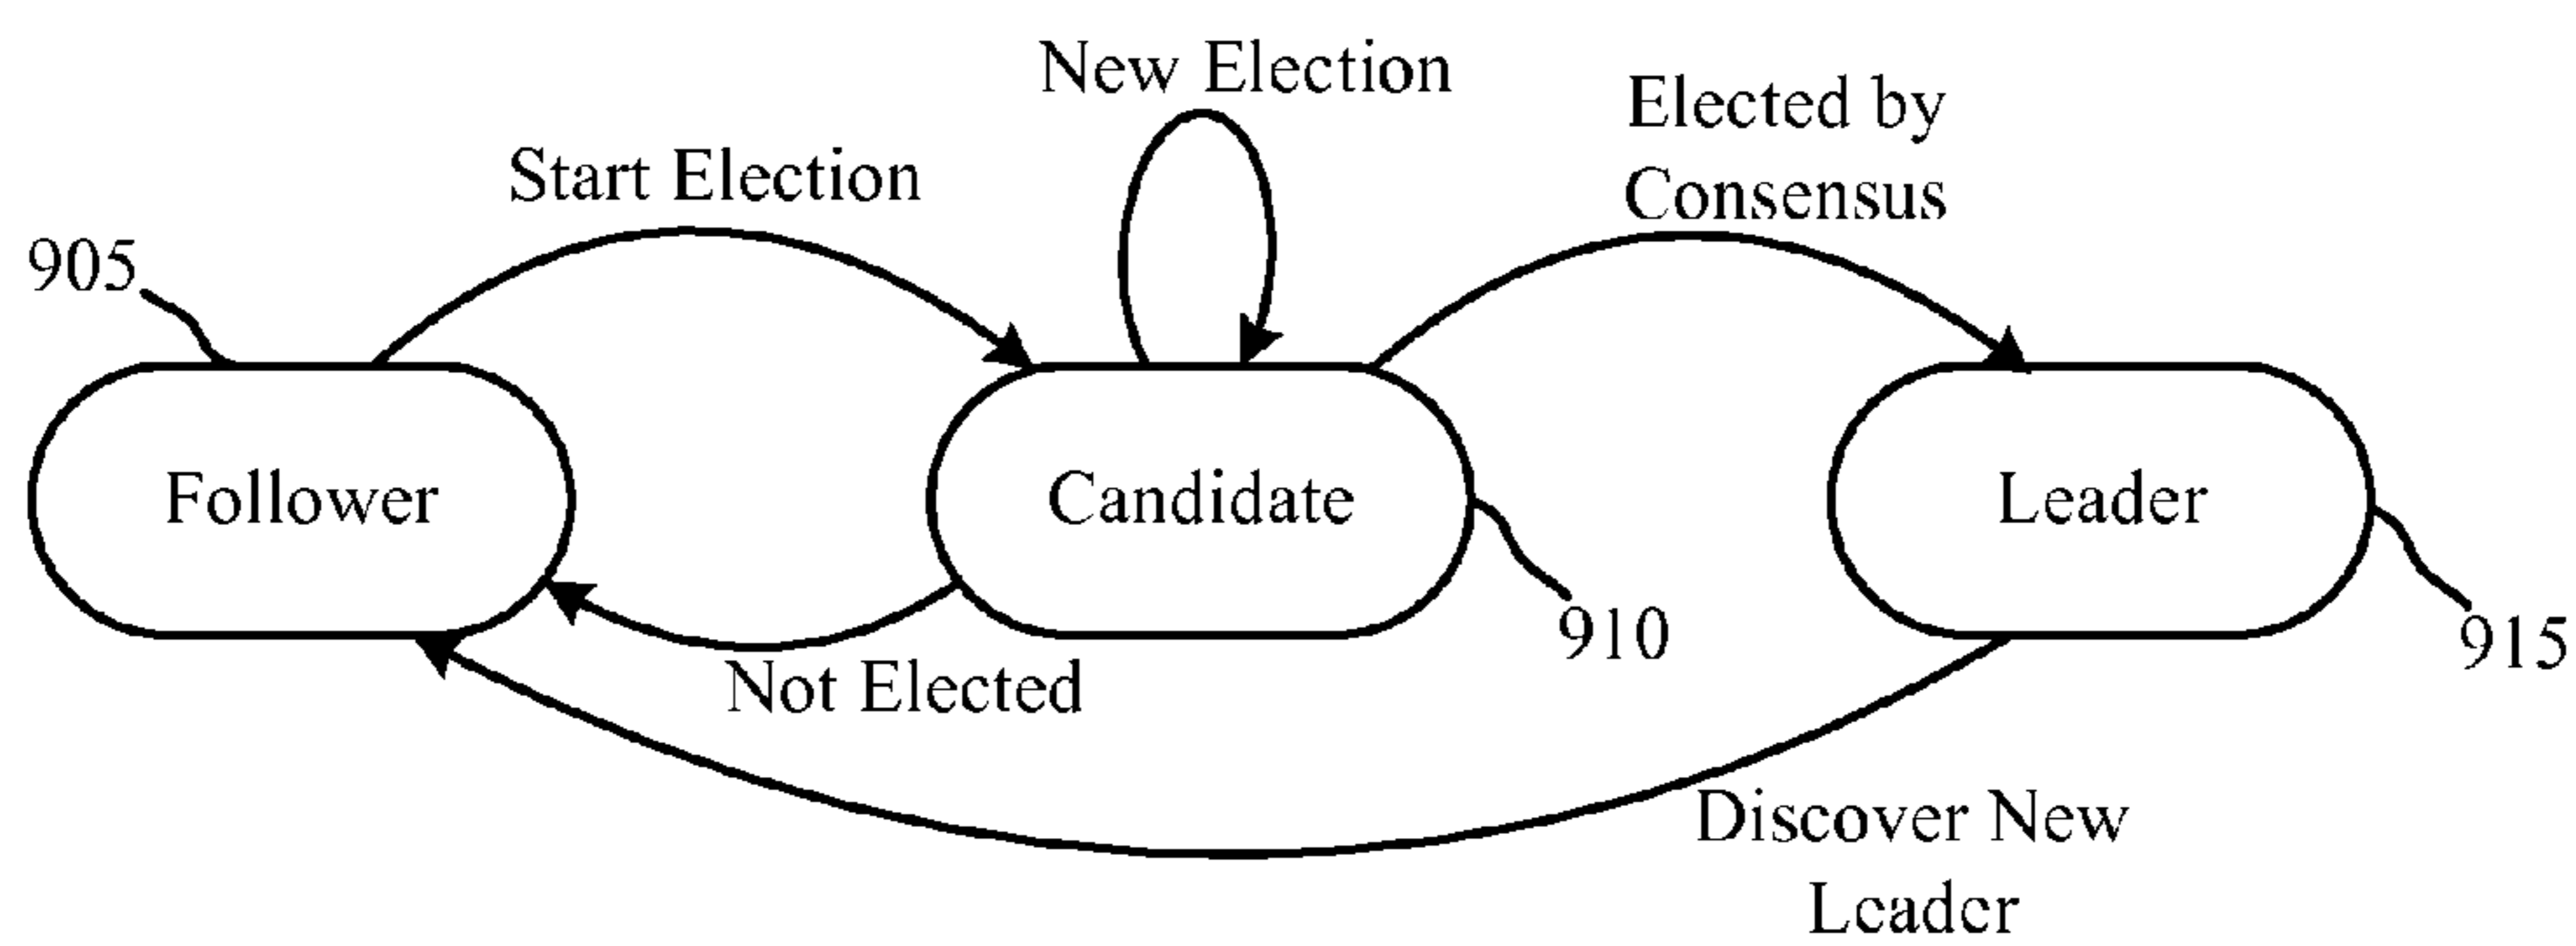 New Election
Elected by
Consensus
Start Election
905
Follower
Candidate
Leader
910
915
Not Elected
Discover New
Leader